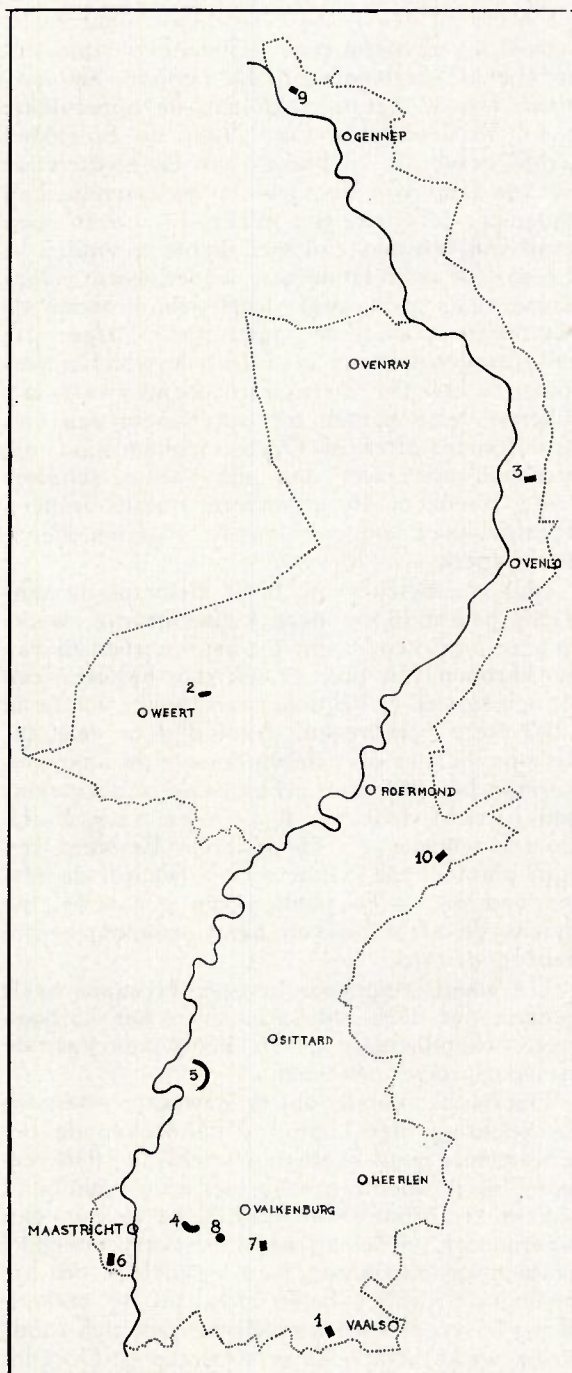 9
GENNEP
VENRAY
3
VENLO
2
WEERT
ROERMOND
10
SITTARD
5
HEERLEN
VALKENBURG
4
8
MAASTRICHT
7
6
1
VAALS